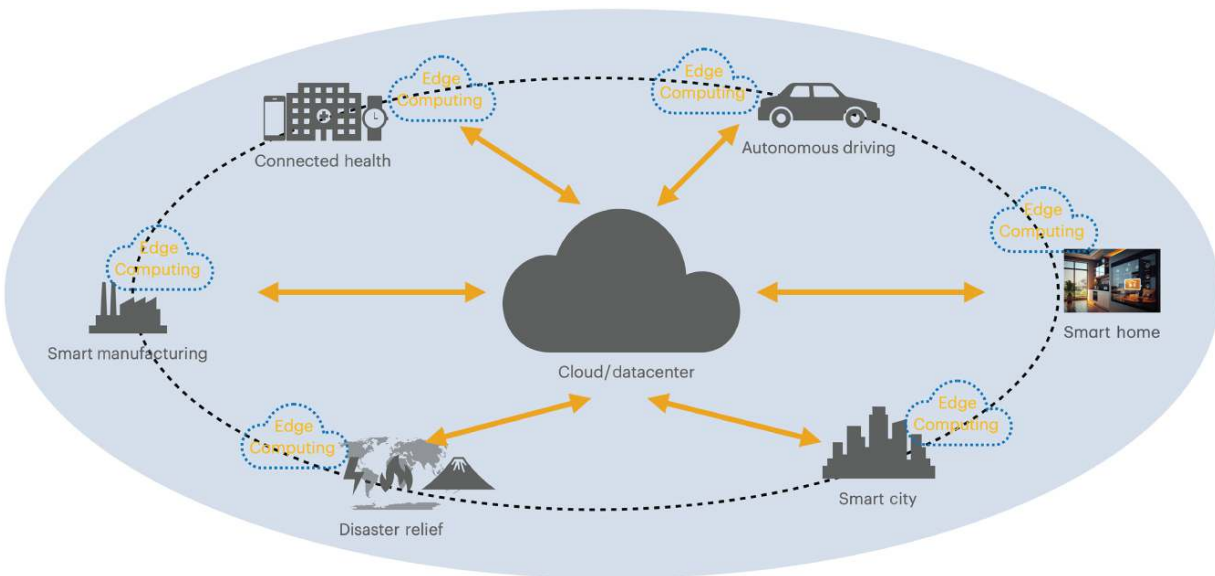 Edge
Computing
Connected health
Edge
Computing
Autonomous driving
Edge
Computing
Smart home
Edge
Computing
Smart manufacturing
Cloud/datacenter
Edge
Computing
Disaster relief
Edge
Computing
Smart city